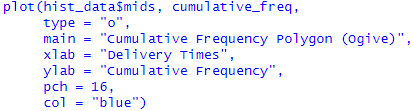 plot(hist_data$mids, cumulative_freq,
     type = "o",
     main = "Cumulative Frequency Polygon (Ogive)",
     xlab = "Delivery Times",
     ylab = "Cumulative Frequency",
     pch = 16,
     col = "blue")